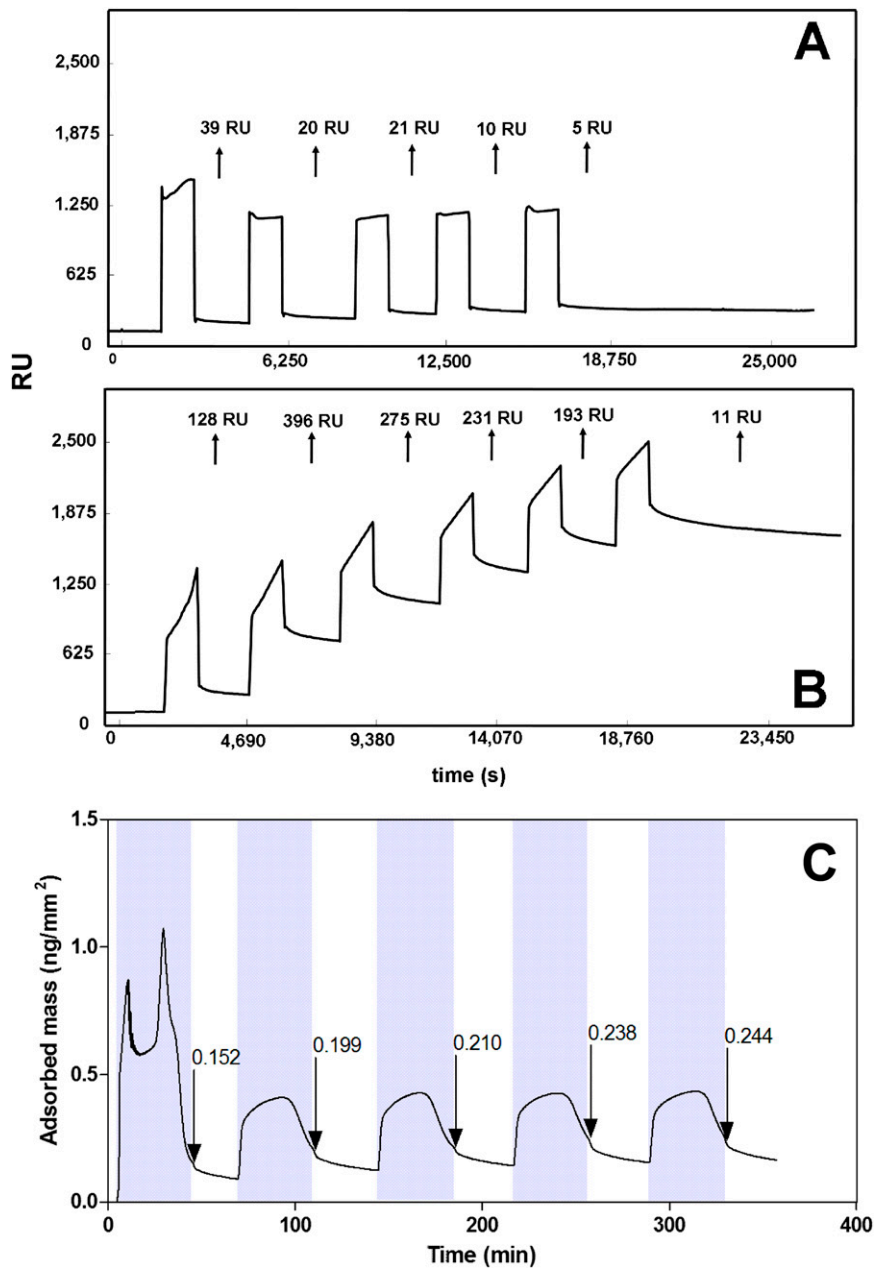 A
2,500
39 RU 20 RU 21 RU 10 RU 5 RU
1,875
1.250
625
0
0 6,250 12,500 18,750 25,000
RU
128 RU 396 RU 275 RU 231 RU 193 RU 11 RU
2,500
1,875
1,250
625
B
0
0 4,690 9,380 14,070 18,760 23,450
time (s)
1.5
C
Adsorbed mass (ng/mm²)
1.0
0.152 0.199 0.210 0.238 0.244
0.5
0.0
0 100 200 300 400
Time (min)